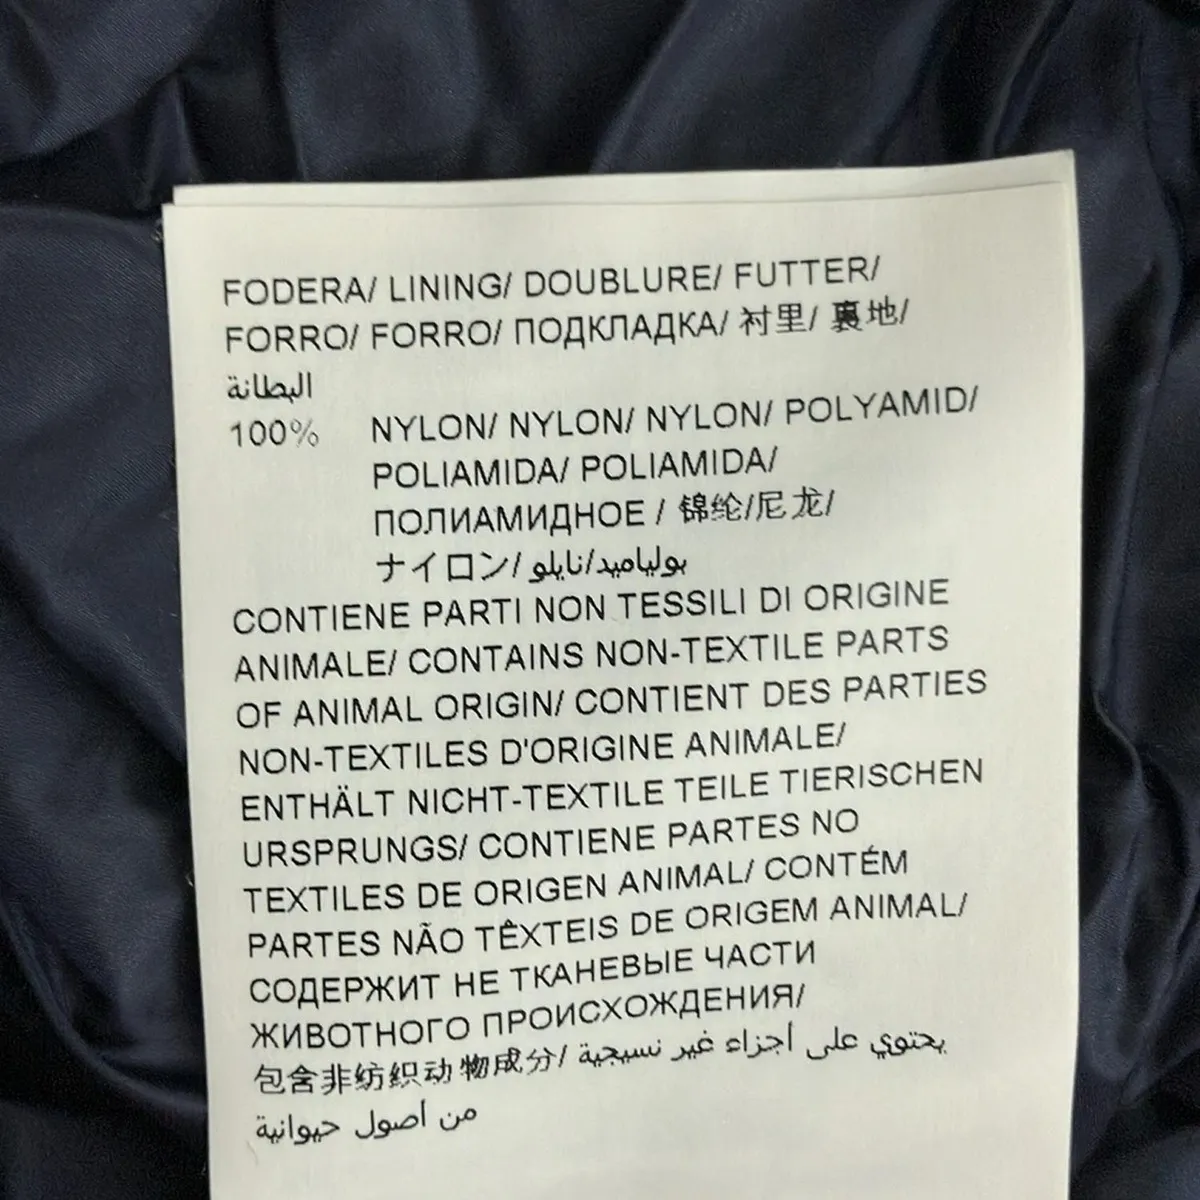 FODERA/ LINING/ DOUBLURE/ FUTTER/
FORRO/ FORRO/ ПОДКЛАДКА/ 衬里/ 裏地/
البطانة
100% NYLON/ NYLON/ NYLON/ POLYAMID/
POLIAMIDA/ POLIAMIDA/
ПОЛИАМИДНОЕ / 锦纶/尼龙/
ナイロン/ بولياميد/نايلو
CONTIENE PARTI NON TESSILI DI ORIGINE
ANIMALE/ CONTAINS NON-TEXTILE PARTS
OF ANIMAL ORIGIN/ CONTIENT DES PARTIES
NON-TEXTILES D'ORIGINE ANIMALE/
ENTHÄLT NICHT-TEXTILE TEILE TIERISCHEN
URSPRUNGS/ CONTIENE PARTES NO
TEXTILES DE ORIGEN ANIMAL/ CONTÉM
PARTES NÃO TÊXTEIS DE ORIGEM ANIMAL/
СОДЕРЖИТ НЕ ТКАНЕВЫЕ ЧАСТИ
ЖИВОТНОГО ПРОИСХОЖДЕНИЯ/
包含非纺织动物成分/ يحتوي على أجزاء غير نسيجية
من أصول حيوانية